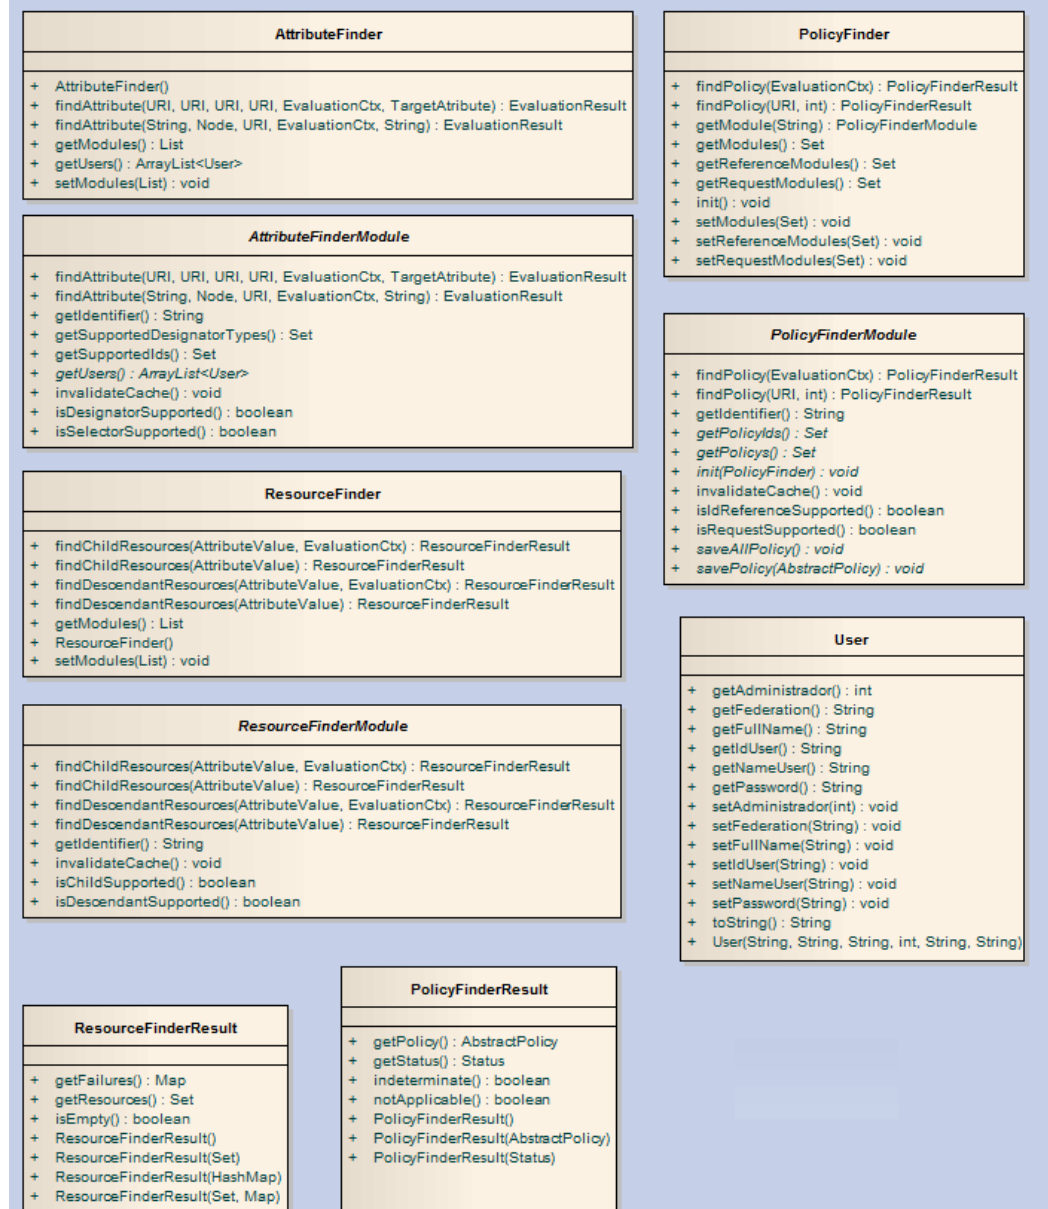 AttributeFinder
+ AttributeFinder()
+ findAttribute(URI, URI, URI, URI, EvaluationCtx, TargetAtribute) : EvaluationResult
+ findAttribute(String, Node, URI, EvaluationCtx, String) : EvaluationResult
+ getModules() : List
+ getUsers() : ArrayList<User>
+ setModules(List) : void
AttributeFinderModule
+ findAttribute(URI, URI, URI, URI, EvaluationCtx, TargetAtribute) : EvaluationResult
+ findAttribute(String, Node, URI, EvaluationCtx, String) : EvaluationResult
+ getIdentifier() : String
+ getSupportedDesignatorTypes() : Set
+ getSupportedIds() : Set
+ getUsers() : ArrayList<User>
+ invalidateCache() : void
+ isDesignatorSupported() : boolean
+ isSelectorSupported() : boolean
ResourceFinder
+ findChildResources(AttributeValue, EvaluationCtx) : ResourceFinderResult
+ findChildResources(AttributeValue) : ResourceFinderResult
+ findDescendantResources(AttributeValue, EvaluationCtx) : ResourceFinderResult
+ findDescendantResources(AttributeValue) : ResourceFinderResult
+ getModules() : List
+ ResourceFinder()
+ setModules(List) : void
ResourceFinderModule
+ findChildResources(AttributeValue, EvaluationCtx) : ResourceFinderResult
+ findChildResources(AttributeValue) : ResourceFinderResult
+ findDescendantResources(AttributeValue, EvaluationCtx) : ResourceFinderResult
+ findDescendantResources(AttributeValue) : ResourceFinderResult
+ getIdentifier() : String
+ invalidateCache() : void
+ isChildSupported() : boolean
+ isDescendantSupported() : boolean
PolicyFinder
+ findPolicy(EvaluationCtx) : PolicyFinderResult
+ findPolicy(URI, int) : PolicyFinderResult
+ getModule(String) : PolicyFinderModule
+ getModules() : Set
+ getReferenceModules() : Set
+ getRequestModules() : Set
+ init() : void
+ setModules(Set) : void
+ setReferenceModules(Set) : void
+ setRequestModules(Set) : void
PolicyFinderModule
+ findPolicy(EvaluationCtx) : PolicyFinderResult
+ findPolicy(URI, int) : PolicyFinderResult
+ getIdentifier() : String
+ getPolicyIds() : Set
+ getPolicys() : Set
+ init(PolicyFinder) : void
+ invalidateCache() : void
+ isIdReferenceSupported() : boolean
+ isRequestSupported() : boolean
+ saveAllPolicy() : void
+ savePolicy(AbstractPolicy) : void
User
+ getAdministrador() : int
+ getFederation() : String
+ getFullName() : String
+ getIdUser() : String
+ getNameUser() : String
+ getPassword() : String
+ setAdministrador(int) : void
+ setFederation(String) : void
+ setFullName(String) : void
+ setIdUser(String) : void
+ setNameUser(String) : void
+ setPassword(String) : void
+ toString() : String
+ User(String, String, String, int, String, String)
ResourceFinderResult
+ getFailures() : Map
+ getResources() : Set
+ isEmpty() : boolean
+ ResourceFinderResult()
+ ResourceFinderResult(Set)
+ ResourceFinderResult(HashMap)
+ ResourceFinderResult(Set, Map)
PolicyFinderResult
+ getPolicy() : AbstractPolicy
+ getStatus() : Status
+ indeterminate() : boolean
+ notApplicable() : boolean
+ PolicyFinderResult()
+ PolicyFinderResult(AbstractPolicy)
+ PolicyFinderResult(Status)